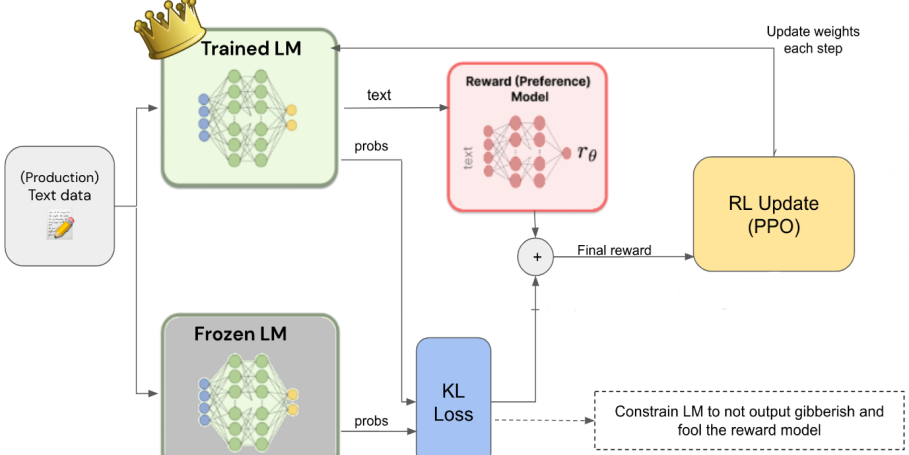 Update weights
each step
Trained LM
Reward (Preference)
Model
text
text
r_θ
probs
(Production)
Text data
RL Update
(PPO)
+
Final reward
Frozen LM
KL
Loss
Constrain LM to not output gibberish and
fool the reward model
probs